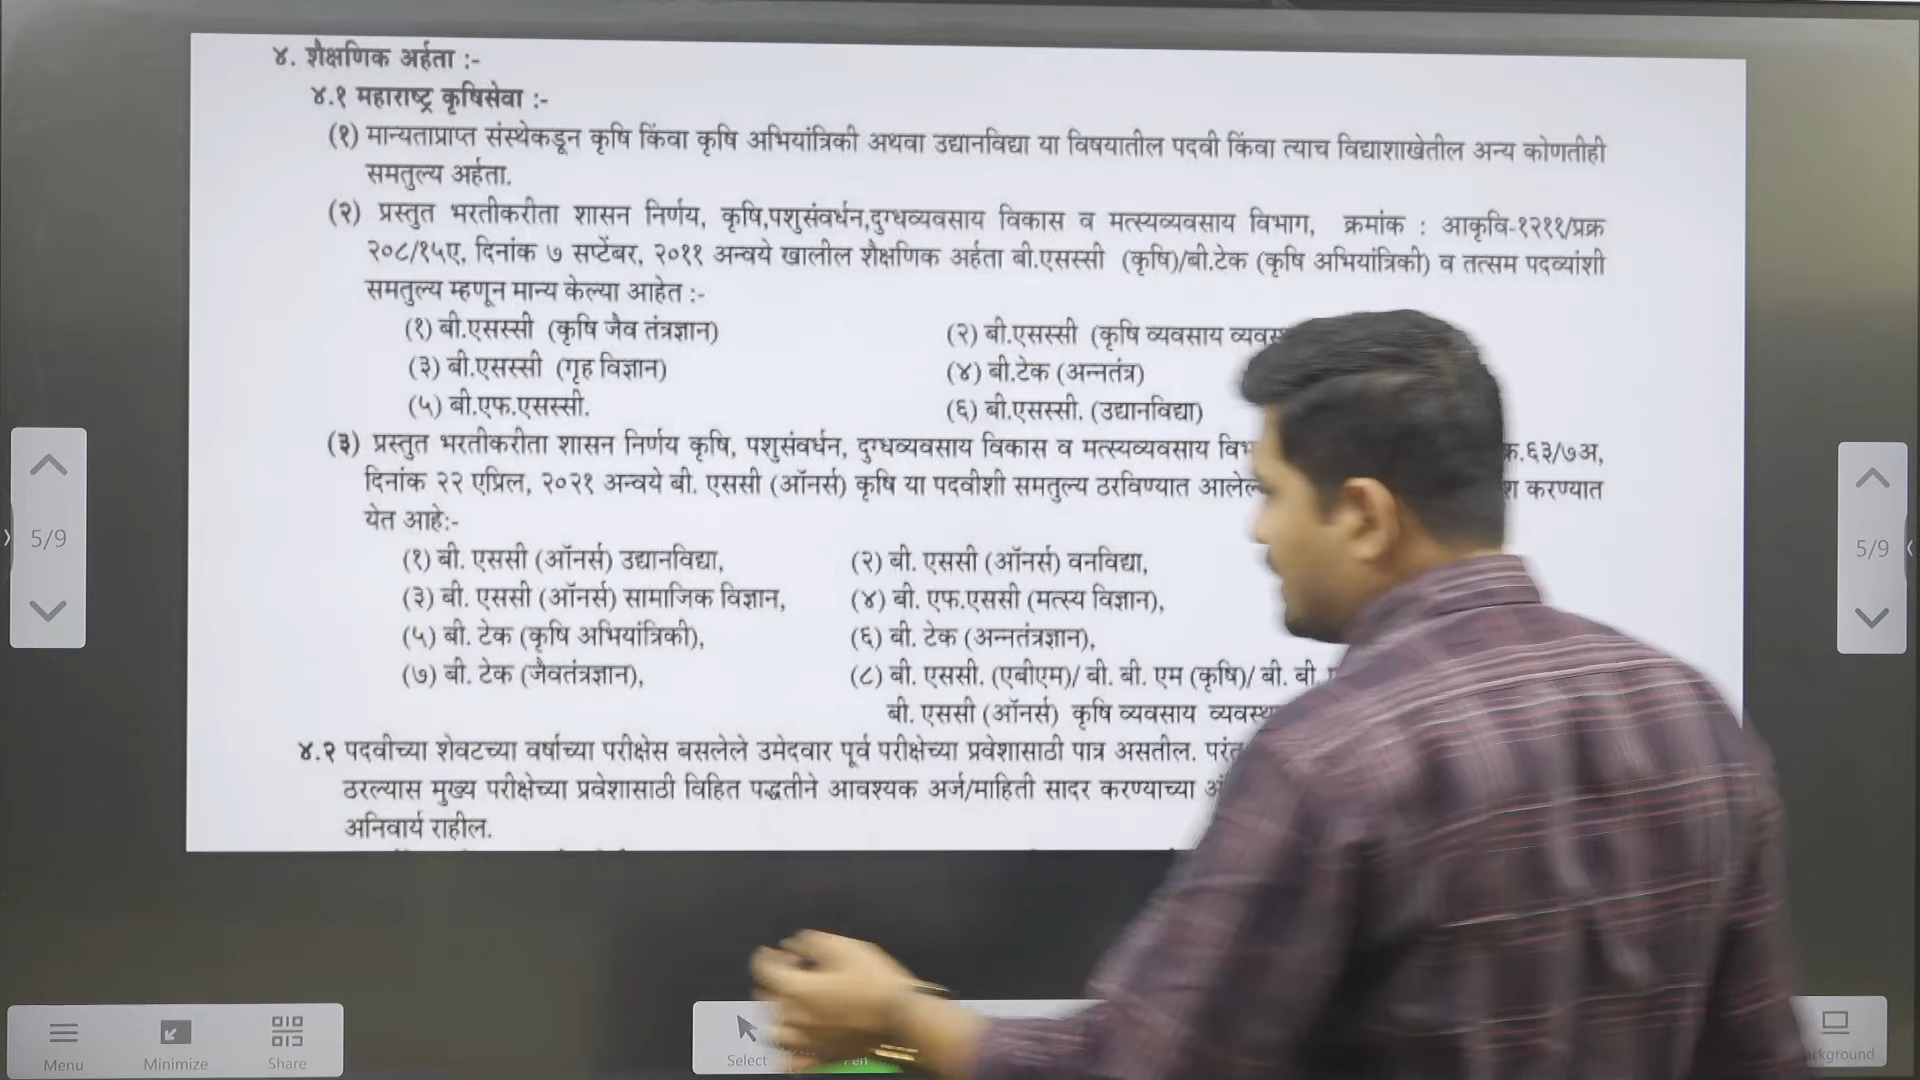 ४. शैक्षणिक अर्हता :-
४.१ महाराष्ट्र कृषिसेवा :-
(१) मान्यताप्राप्त संस्थेकडून कृषि किंवा कृषि अभियांत्रिकी अथवा उद्यानविद्या या विषयातील पदवी किंवा त्याच विद्याशाखेतील अन्य कोणतीही
समतुल्य अर्हता.
(२) प्रस्तुत भरतीकरीता शासन निर्णय, कृषि,पशुसंवर्धन,दुग्धव्यवसाय विकास व मत्स्यव्यवसाय विभाग, क्रमांक : आकृवि-१२११/प्रक्र
२०८/१५ए, दिनांक ७ सप्टेंबर, २०११ अन्वये खालील शैक्षणिक अर्हता बी.एसस्सी (कृषि)/बी.टेक (कृषि अभियांत्रिकी) व तत्सम पदव्यांशी
समतुल्य म्हणून मान्य केल्या आहेत :-
(१) बी.एसस्सी (कृषि जैव तंत्रज्ञान) (२) बी.एसस्सी (कृषि व्यवसाय
(३) बी.एसस्सी (गृह विज्ञान) (४) बी.टेक (अन्नतंत्र)
(५) बी.एफ.एसस्सी. (६) बी.एसस्सी. (उद्यानविद्या)
(३) प्रस्तुत भरतीकरीता शासन निर्णय कृषि, पशुसंवर्धन, दुग्धव्यवसाय विकास व मत्स्यव्यवसाय क्र.६३/७अ,
दिनांक २२ एप्रिल, २०२१ अन्वये बी. एससी (ऑनर्स) कृषि या पदवीशी समतुल्य ठरविण्यात करण्यात
येत आहे:-
(१) बी. एससी (ऑनर्स) उद्यानविद्या, (२) बी. एससी (ऑनर्स) वनविद्या,
(३) बी. एससी (ऑनर्स) सामाजिक विज्ञान, (४) बी. एफ.एससी (मत्स्य विज्ञान),
(५) बी. टेक (कृषि अभियांत्रिकी), (६) बी. टेक (अन्नतंत्रज्ञान),
(७) बी. टेक (जैवतंत्रज्ञान), (८) बी. एससी. (एबीएम)/ बी. बी. एम (कृषि)/ बी. बी.
बी. एससी (ऑनर्स) कृषि व्यवसाय
४.२ पदवीच्या शेवटच्या वर्षाच्या परीक्षेस बसलेले उमेदवार पूर्व परीक्षेच्या प्रवेशासाठी पात्र असतील.
ठरल्यास मुख्य परीक्षेच्या प्रवेशासाठी विहित पद्धतीने आवश्यक अर्ज/माहिती सादर करण्याच्या
अनिवार्य राहील.
5/9
5/9
Menu Minimize Share Select